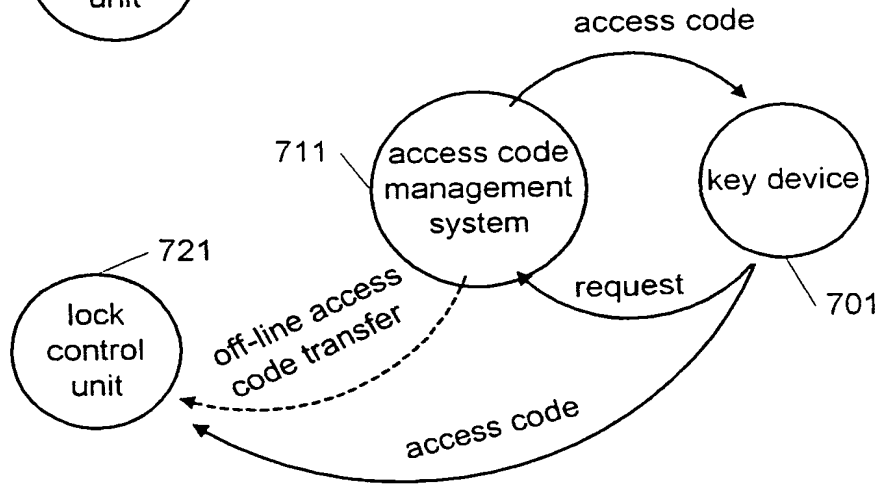 unit
access code
711
access code
management
system
key device
721
701
request
lock
control
unit
off-line access
code transfer
access code